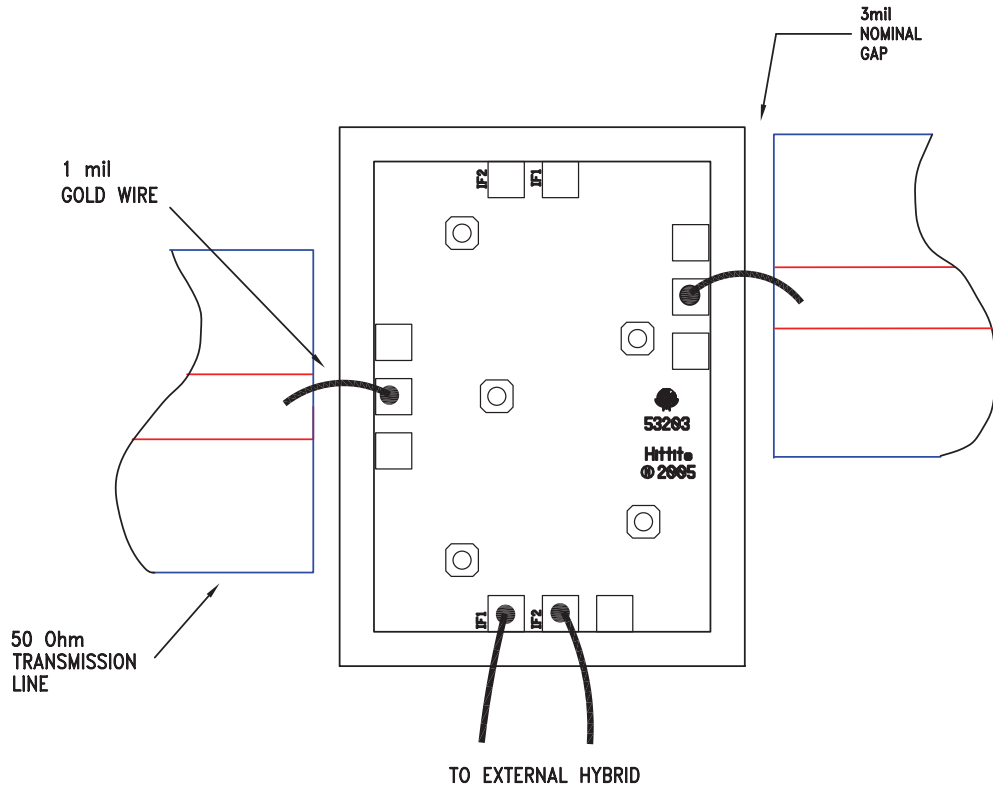 3mil
NOMINAL
GAP
1 mil
GOLD WIRE
IF2
IF1
53203
Hittite
® 2005
IF1
IF2
50 Ohm
TRANSMISSION
LINE
TO EXTERNAL HYBRID